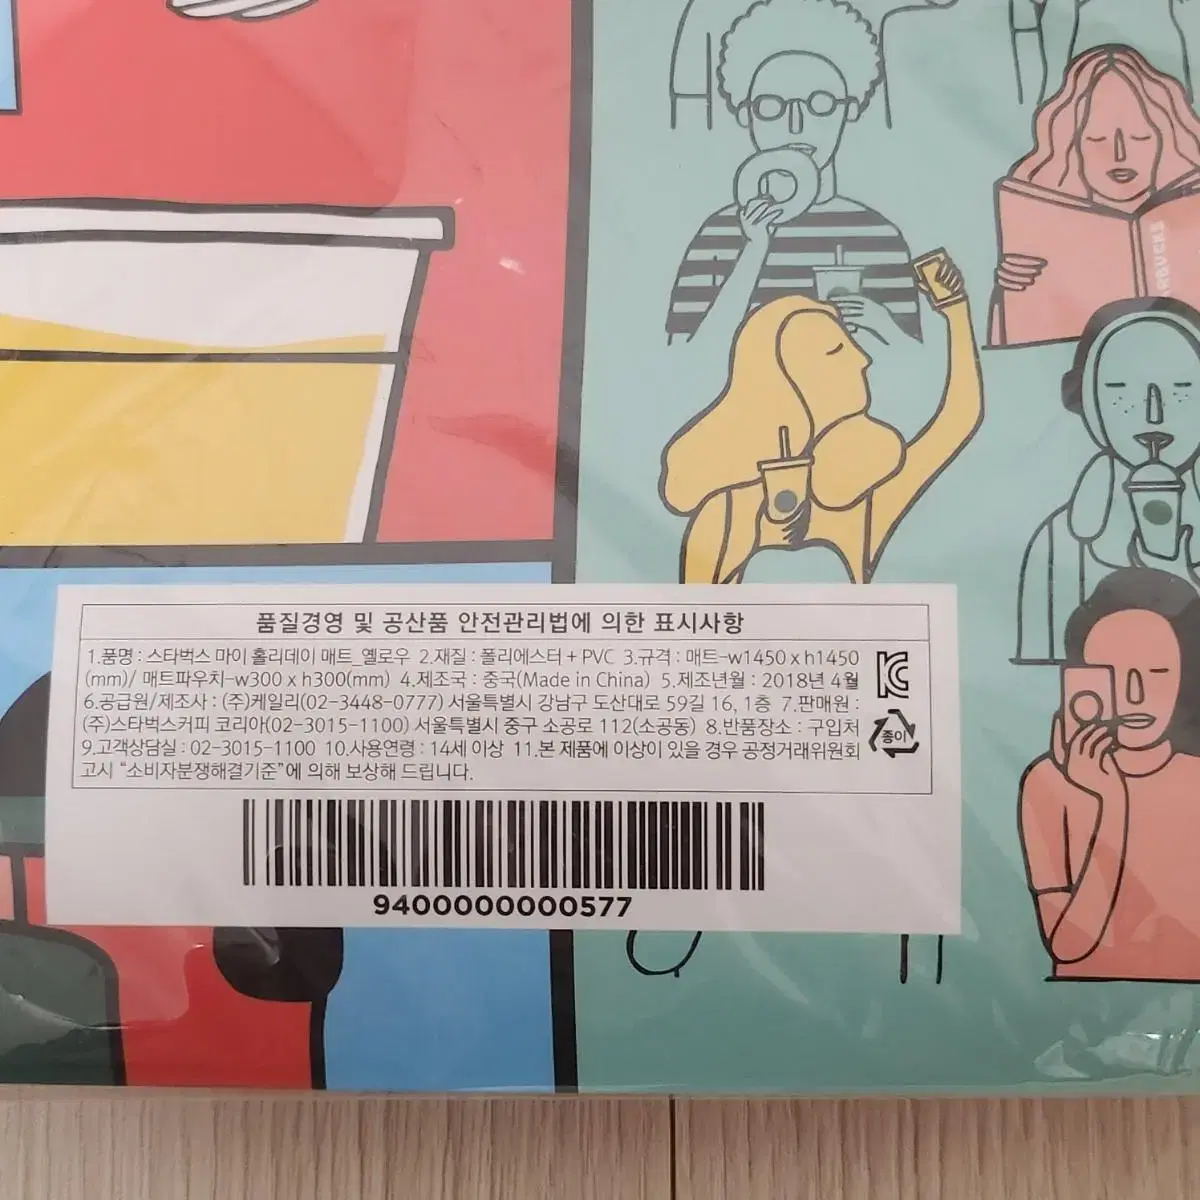 ARBUCKS
품질경영 및 공산품 안전관리법에 의한 표시사항
1.품명 : 스타벅스 마이 홀리데이 매트_옐로우 2.재질 : 폴리에스터 + PVC 3.규격 : 매트-w1450 x h1450
(mm)/ 매트파우치-w300 x h300(mm) 4.제조국 : 중국(Made in China) 5.제조년월 : 2018년 4월
6.공급원/제조사 : (주)케일리(02-3448-0777) 서울특별시 강남구 도산대로 59길 16, 1층 7.판매원 :
(주)스타벅스커피 코리아(02-3015-1100) 서울특별시 중구 소공로 112(소공동) 8.반품장소 : 구입처
9.고객상담실 : 02-3015-1100 10.사용연령 : 14세 이상 11.본 제품에 이상이 있을 경우 공정거래위원회
고시 "소비자분쟁해결기준"에 의해 보상해 드립니다.
종이
9400000000577